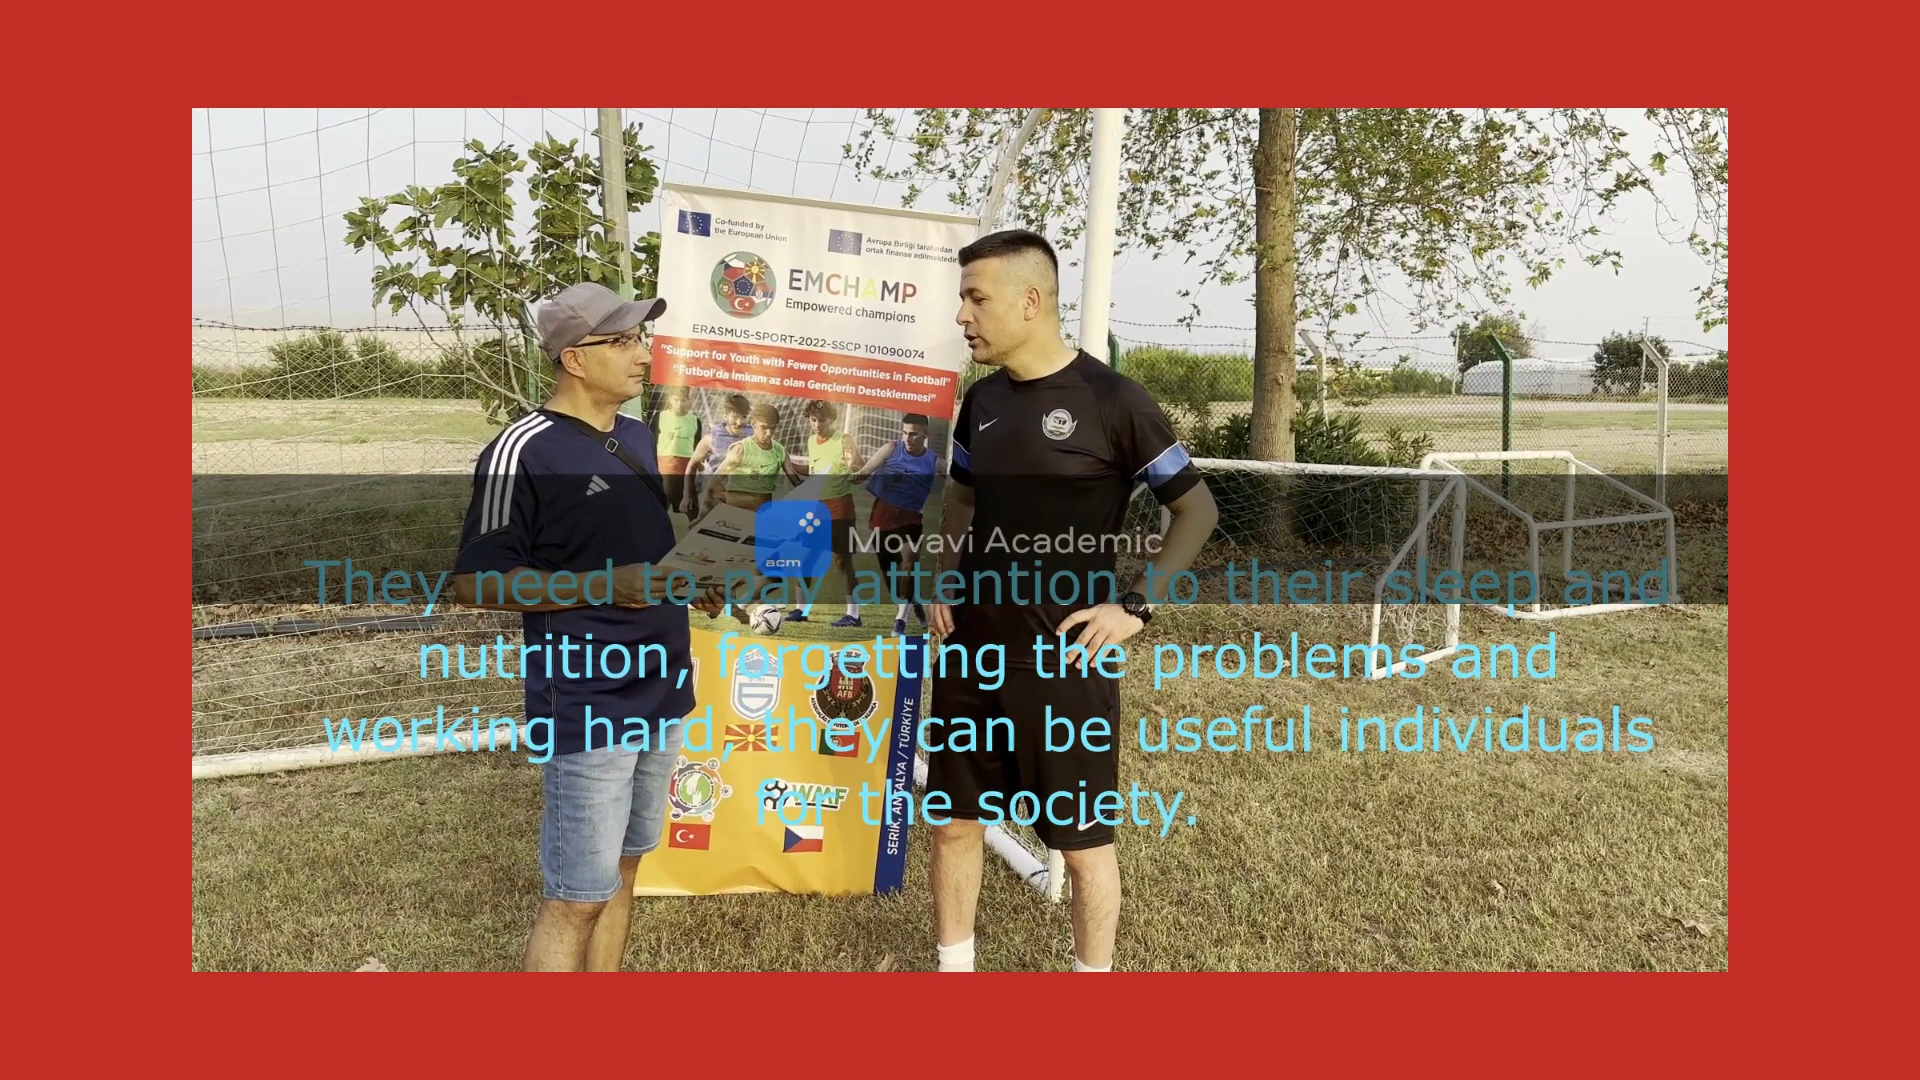 Co-funded by
the European Union
Avrupa Birliği tarafından
ortak finanse edilmektedir
EMCHAMP
Empowered champions
ERASMUS-SPORT-2022-SSCP 101090074
"Support for Youth with Fewer Opportunities in Football"
"Futbol'da İmkanı az olan Gençlerin Desteklenmesi"
acm
Movavi Academic
They need to pay attention to their sleep and
nutrition, forgetting the problems and
working hard, they can be useful individuals
for the society.
AFB
WMF
SERİK, ANTALYA / TÜRKİYE